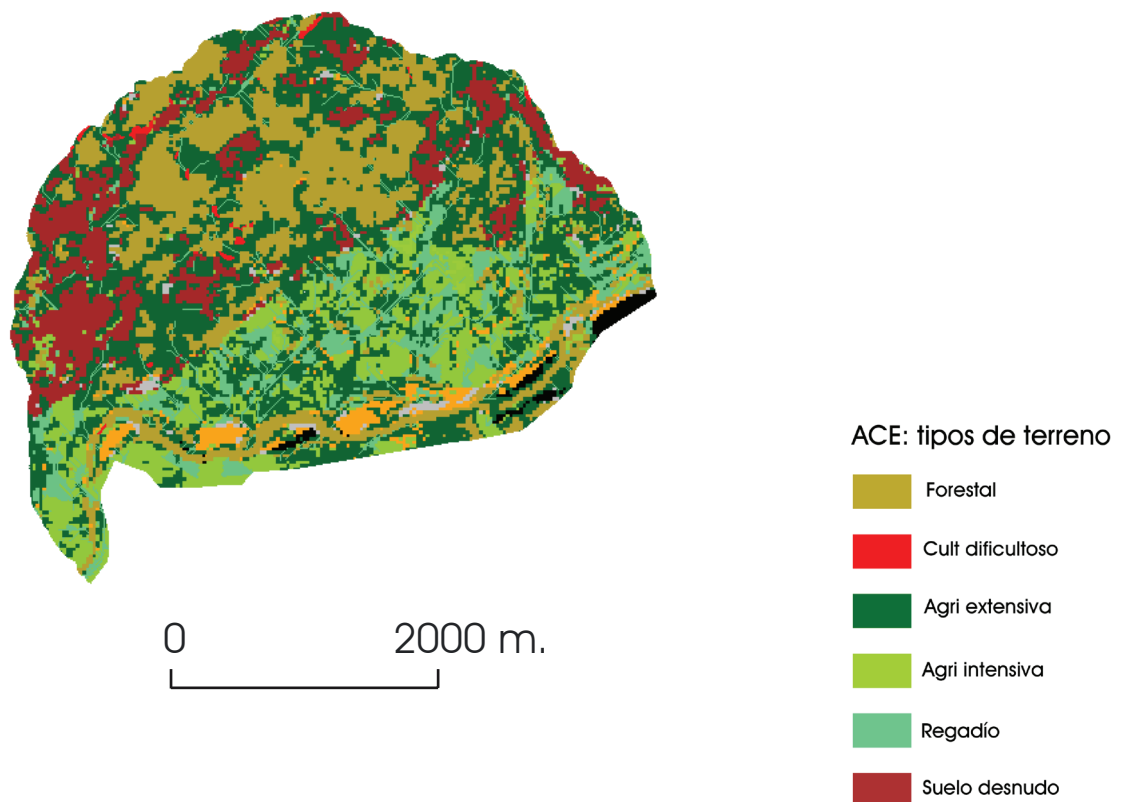 0 2000 m.
ACE: tipos de terreno
Forestal
Cult dificultoso
Agri extensiva
Agri intensiva
Regadío
Suelo desnudo